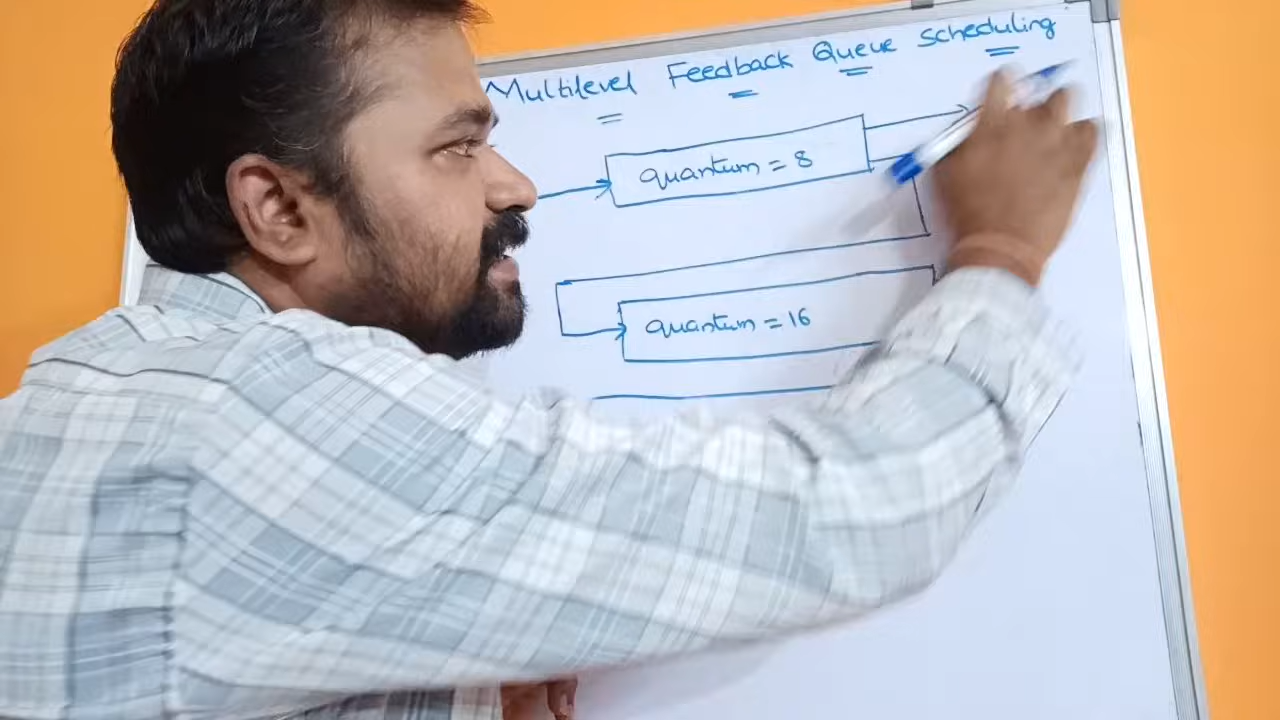 Multilevel Feedback Queue Scheduling
quantum = 8
quantum = 16